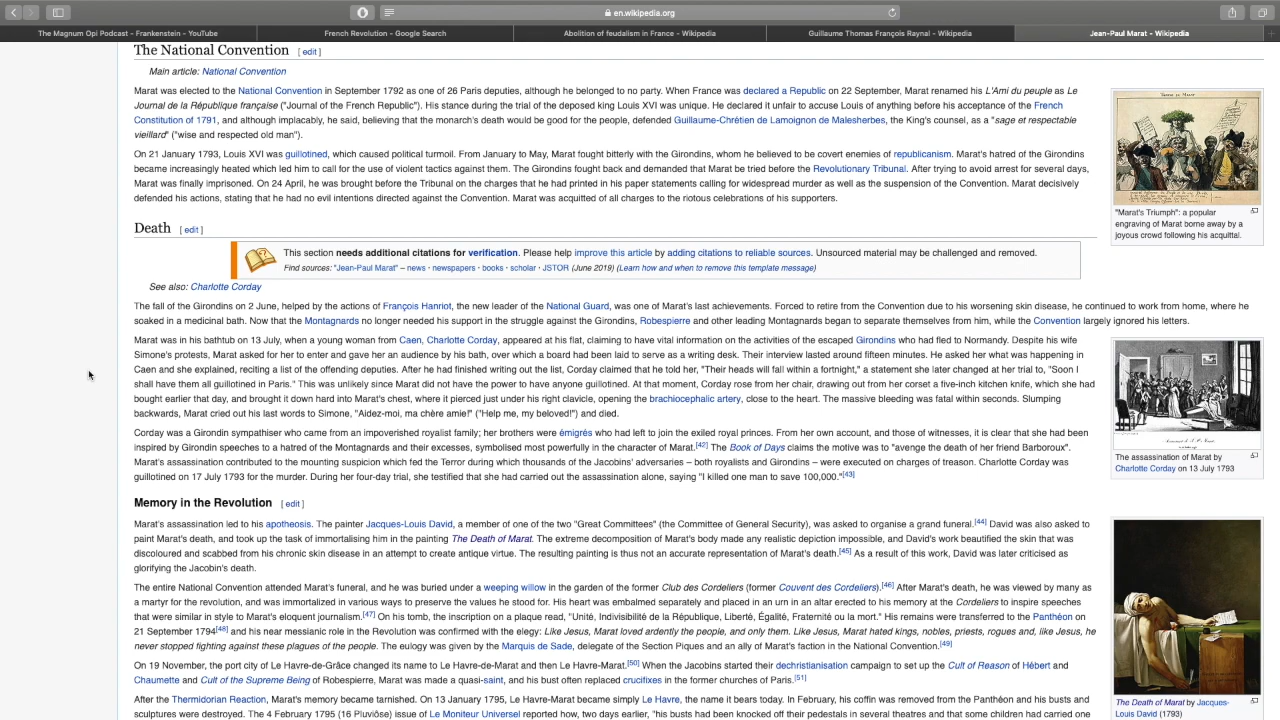 en.wikipedia.org
The Magnum Opi Podcast - Frankenstein - YouTube
French Revolution - Google Search
Abolition of feudalism in France - Wikipedia
Guillaume Thomas François Raynal - Wikipedia
Jean-Paul Marat - Wikipedia
The National Convention [ edit ]
Main article: National Convention
Marat was elected to the National Convention in September 1792 as one of 26 Paris deputies, although he belonged to no party. When France was declared a Republic on 22 September, Marat renamed his L'Ami du peuple as Le
Journal de la République française ("Journal of the French Republic"). His stance during the trial of the deposed king Louis XVI was unique. He declared it unfair to accuse Louis of anything before his acceptance of the French
Constitution of 1791, and although implacably, he said, believing that the monarch's death would be good for the people, defended Guillaume-Chrétien de Lamoignon de Malesherbes, the King's counsel, as a "sage et respectable
vieillard" ("wise and respected old man").
On 21 January 1793, Louis XVI was guillotined, which caused political turmoil. From January to May, Marat fought bitterly with the Girondins, whom he believed to be covert enemies of republicanism. Marat's hatred of the Girondins
became increasingly heated which led him to call for the use of violent tactics against them. The Girondins fought back and demanded that Marat be tried before the Revolutionary Tribunal. After trying to avoid arrest for several days,
Marat was finally imprisoned. On 24 April, he was brought before the Tribunal on the charges that he had printed in his paper statements calling for widespread murder as well as the suspension of the Convention. Marat decisively
defended his actions, stating that he had no evil intentions directed against the Convention. Marat was acquitted of all charges to the riotous celebrations of his supporters.
"Marat's Triumph": a popular
engraving of Marat borne away by a
joyous crowd following his acquittal.
Death [ edit ]
This section needs additional citations for verification. Please help improve this article by adding citations to reliable sources. Unsourced material may be challenged and removed.
Find sources: "Jean-Paul Marat" – news · newspapers · books · scholar · JSTOR (June 2019) (Learn how and when to remove this template message)
See also: Charlotte Corday
The fall of the Girondins on 2 June, helped by the actions of François Hanriot, the new leader of the National Guard, was one of Marat's last achievements. Forced to retire from the Convention due to his worsening skin disease, he continued to work from home, where he
soaked in a medicinal bath. Now that the Montagnards no longer needed his support in the struggle against the Girondins, Robespierre and other leading Montagnards began to separate themselves from him, while the Convention largely ignored his letters.
Marat was in his bathtub on 13 July, when a young woman from Caen, Charlotte Corday, appeared at his flat, claiming to have vital information on the activities of the escaped Girondins who had fled to Normandy. Despite his wife
Simone's protests, Marat asked for her to enter and gave her an audience by his bath, over which a board had been laid to serve as a writing desk. Their interview lasted around fifteen minutes. He asked her what was happening in
Caen and she explained, reciting a list of the offending deputies. After he had finished writing out the list, Corday claimed that he told her, "Their heads will fall within a fortnight," a statement she later changed at her trial to, "Soon I
shall have them all guillotined in Paris." This was unlikely since Marat did not have the power to have anyone guillotined. At that moment, Corday rose from her chair, drawing out from her corset a five-inch kitchen knife, which she had
bought earlier that day, and brought it down hard into Marat's chest, where it pierced just under his right clavicle, opening the brachiocephalic artery, close to the heart. The massive bleeding was fatal within seconds. Slumping
backwards, Marat cried out his last words to Simone, "Aidez-moi, ma chère amie!" ("Help me, my beloved!") and died.
The assassination of Marat by
Charlotte Corday on 13 July 1793
Corday was a Girondin sympathiser who came from an impoverished royalist family; her brothers were émigrés who had left to join the exiled royal princes. From her own account, and those of witnesses, it is clear that she had been
inspired by Girondin speeches to a hatred of the Montagnards and their excesses, symbolised most powerfully in the character of Marat.[42] The Book of Days claims the motive was to "avenge the death of her friend Barboroux".
Marat's assassination contributed to the mounting suspicion which fed the Terror during which thousands of the Jacobins' adversaries – both royalists and Girondins – were executed on charges of treason. Charlotte Corday was
guillotined on 17 July 1793 for the murder. During her four-day trial, she testified that she had carried out the assassination alone, saying "I killed one man to save 100,000."[43]
Memory in the Revolution [ edit ]
Marat's assassination led to his apotheosis. The painter Jacques-Louis David, a member of one of the two "Great Committees" (the Committee of General Security), was asked to organise a grand funeral.[44] David was also asked to
paint Marat's death, and took up the task of immortalising him in the painting The Death of Marat. The extreme decomposition of Marat's body made any realistic depiction impossible, and David's work beautified the skin that was
discoloured and scabbed from his chronic skin disease in an attempt to create antique virtue. The resulting painting is thus not an accurate representation of Marat's death.[45] As a result of this work, David was later criticised as
glorifying the Jacobin's death.
The entire National Convention attended Marat's funeral, and he was buried under a weeping willow in the garden of the former Club des Cordeliers (former Couvent des Cordeliers).[46] After Marat's death, he was viewed by many as
a martyr for the revolution, and was immortalized in various ways to preserve the values he stood for. His heart was embalmed separately and placed in an urn in an altar erected to his memory at the Cordeliers to inspire speeches
that were similar in style to Marat's eloquent journalism.[47] On his tomb, the inscription on a plaque read, "Unité, Indivisibilité de la République, Liberté, Égalité, Fraternité ou la mort." His remains were transferred to the Panthéon on
21 September 1794[48] and his near messianic role in the Revolution was confirmed with the elegy: Like Jesus, Marat loved ardently the people, and only them. Like Jesus, Marat hated kings, nobles, priests, rogues and, like Jesus, he
never stopped fighting against these plagues of the people. The eulogy was given by the Marquis de Sade, delegate of the Section Piques and an ally of Marat's faction in the National Convention.[49]
On 19 November, the port city of Le Havre-de-Grâce changed its name to Le Havre-de-Marat and then Le Havre-Marat.[50] When the Jacobins started their dechristianisation campaign to set up the Cult of Reason of Hébert and
Chaumette and Cult of the Supreme Being of Robespierre, Marat was made a quasi-saint, and his bust often replaced crucifixes in the former churches of Paris.[51]
After the Thermidorian Reaction, Marat's memory became tarnished. On 13 January 1795, Le Havre-Marat became simply Le Havre, the name it bears today. In February, his coffin was removed from the Panthéon and his busts and
sculptures were destroyed. The 4 February 1795 (16 Pluviôse) issue of Le Moniteur Universel reported how, two days earlier, "his busts had been knocked off their pedestals in several theatres and that some children had carried one
The Death of Marat by Jacques-
Louis David (1793)